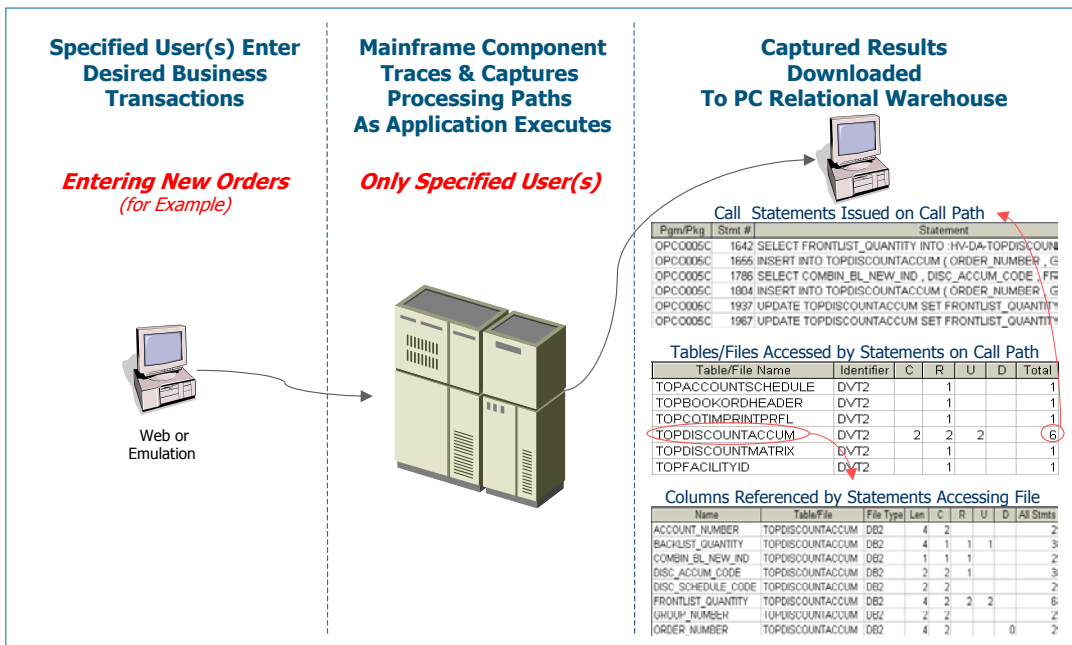 Specified User(s) Enter
Desired Business
Transactions
Entering New Orders
(for Example)
Web or
Emulation
Mainframe Component
Traces & Captures
Processing Paths
As Application Executes
Only Specified User(s)
Captured Results
Downloaded
To PC Relational Warehouse
Call Statements Issued on Call Path
Pgm/Pkg Stmt # Statement
OPCO005C 1642 SELECT FRONTLIST_QUANTITY INTO :HV-DA-TOPDISCOUN
OPCO005C 1655 INSERT INTO TOPDISCOUNTACCUM ( ORDER_NUMBER , G
OPCO005C 1786 SELECT COMBIN_BL_NEW_IND , DISC_ACCUM_CODE , FR
OPCO005C 1804 INSERT INTO TOPDISCOUNTACCUM ( ORDER_NUMBER G
OPCO005C 1937 UPDATE TOPDISCOUNTACCUM SET FRONTLIST_QUANTITY
OPCO005C 1967 UPDATE TOPDISCOUNTACCUM SET FRONTLIST_QUANTITY
Tables/Files Accessed by Statements on Call Path
Table/File Name Identifier C R U D Total
TOPACCOUNTSCHEDULE DVT2 1 1
TOPBOOKORDHEADER DVT2 1 1
TOPCOTIMPRINTPRFL DVT2 1 1
TOPDISCOUNTACCUM DVT2 2 2 2 6
TOPDISCOUNTMATRIX DVT2 1 1
TOPFACILITYID DVT2 1 1
Columns Referenced by Statements Accessing File
Name Table/File File Type Len C R U D All Stmts
ACCOUNT_NUMBER TOPDISCOUNTACCUM DB2 4 2
BACKLIST_QUANTITY TOPDISCOUNTACCUM DB2 4 1 1 1
COMBIN_BL_NEW_IND TOPDISCOUNTACCUM DB2 1 1 1
DISC_ACCUM_CODE TOPDISCOUNTACCUM DB2 2 2 1
DISC_SCHEDULE_CODE TOPDISCOUNTACCUM DB2 2 2
FRONTLIST_QUANTITY TOPDISCOUNTACCUM DB2 4 2 2 2
GROUP_NUMBER TOPDISCOUNTACCUM DB2 2 2
ORDER_NUMBER TOPDISCOUNTACCUM DB2 4 2 0